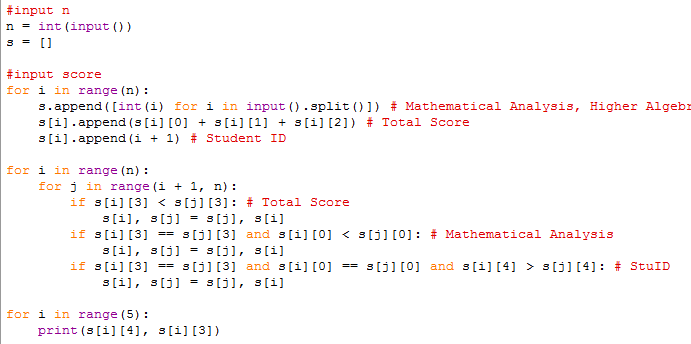 #input n
n = int(input())
s = []
#input score
for i in range(n):
    s.append([int(i) for i in input().split()]) # Mathematical Analysis, Higher Algebr
    s[i].append(s[i][0] + s[i][1] + s[i][2]) # Total Score
    s[i].append(i + 1) # Student ID
for i in range(n):
    for j in range(i + 1, n):
        if s[i][3] < s[j][3]: # Total Score
            s[i], s[j] = s[j], s[i]
        if s[i][3] == s[j][3] and s[i][0] < s[j][0]: # Mathematical Analysis
            s[i], s[j] = s[j], s[i]
        if s[i][3] == s[j][3] and s[i][0] == s[j][0] and s[i][4] > s[j][4]: # StuID
            s[i], s[j] = s[j], s[i]
for i in range(5):
    print(s[i][4], s[i][3])